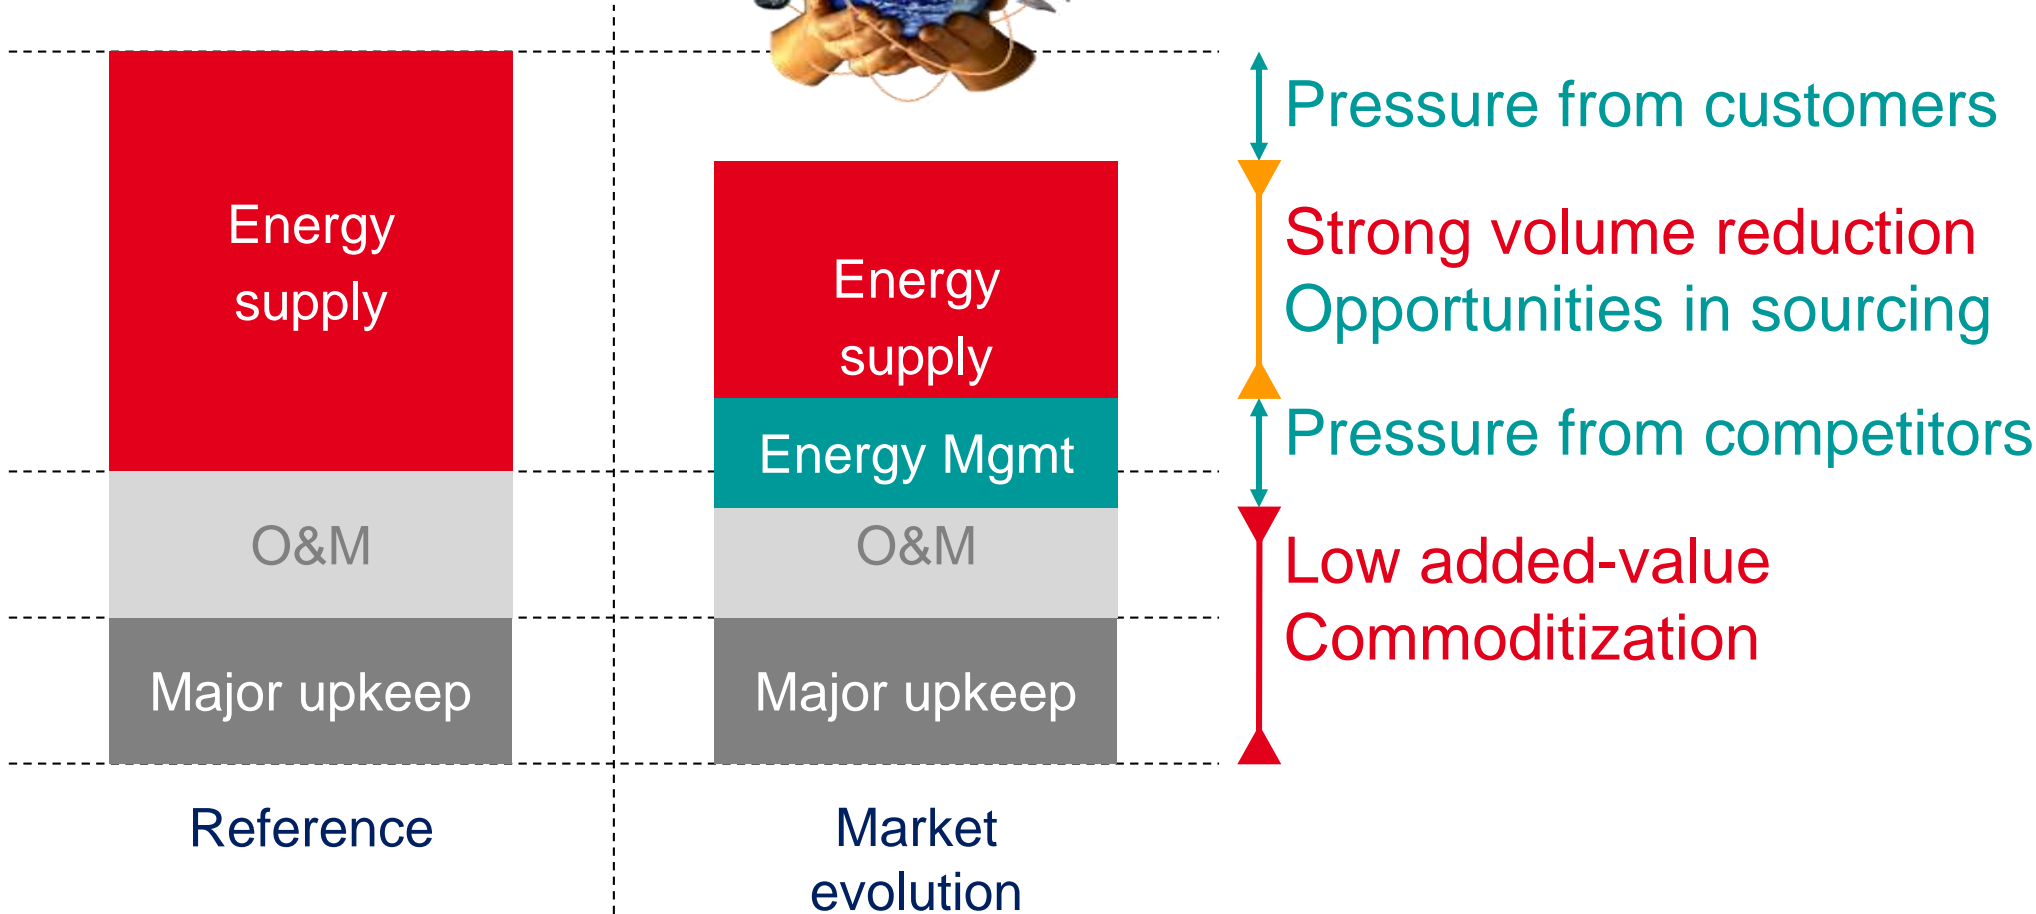 Energy
supply
O&M
Major upkeep
Reference
Energy
supply
Energy Mgmt
O&M
Major upkeep
Market
evolution
Pressure from customers
Strong volume reduction
Opportunities in sourcing
Pressure from competitors
Low added-value
Commoditization